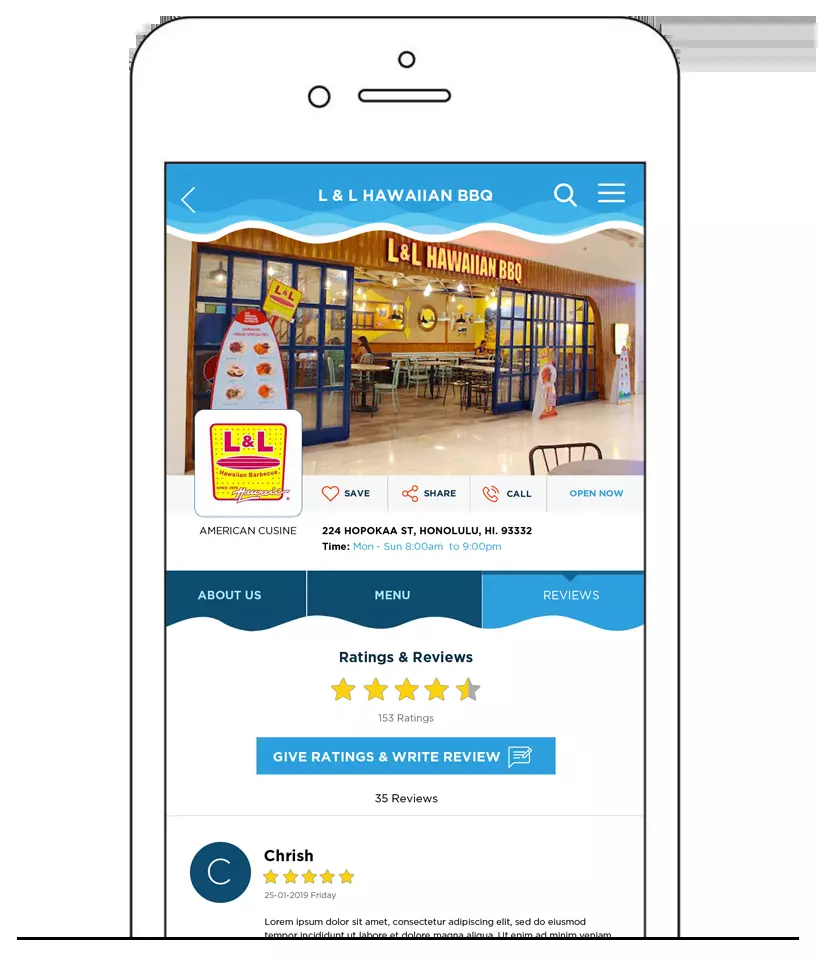 L & L HAWAIIAN BBQ
L&L HAWAIIAN BBQ
L&L
L&L
Hawaiian Barbecue
SINCE 1976
Hawaii
SAVE
SHARE
CALL
OPEN NOW
AMERICAN CUSINE
224 HOPOKAA ST, HONOLULU, HI. 93332
Time: Mon - Sun 8:00am to 9:00pm
ABOUT US
MENU
REVIEWS
Ratings & Reviews
153 Ratings
GIVE RATINGS & WRITE REVIEW
35 Reviews
C
Chrish
25-01-2019 Friday
Lorem ipsum dolor sit amet, consectetur adipiscing elit, sed do eiusmod
tempor incididunt ut labore et dolore magna aliqua. Ut enim ad minim veniam